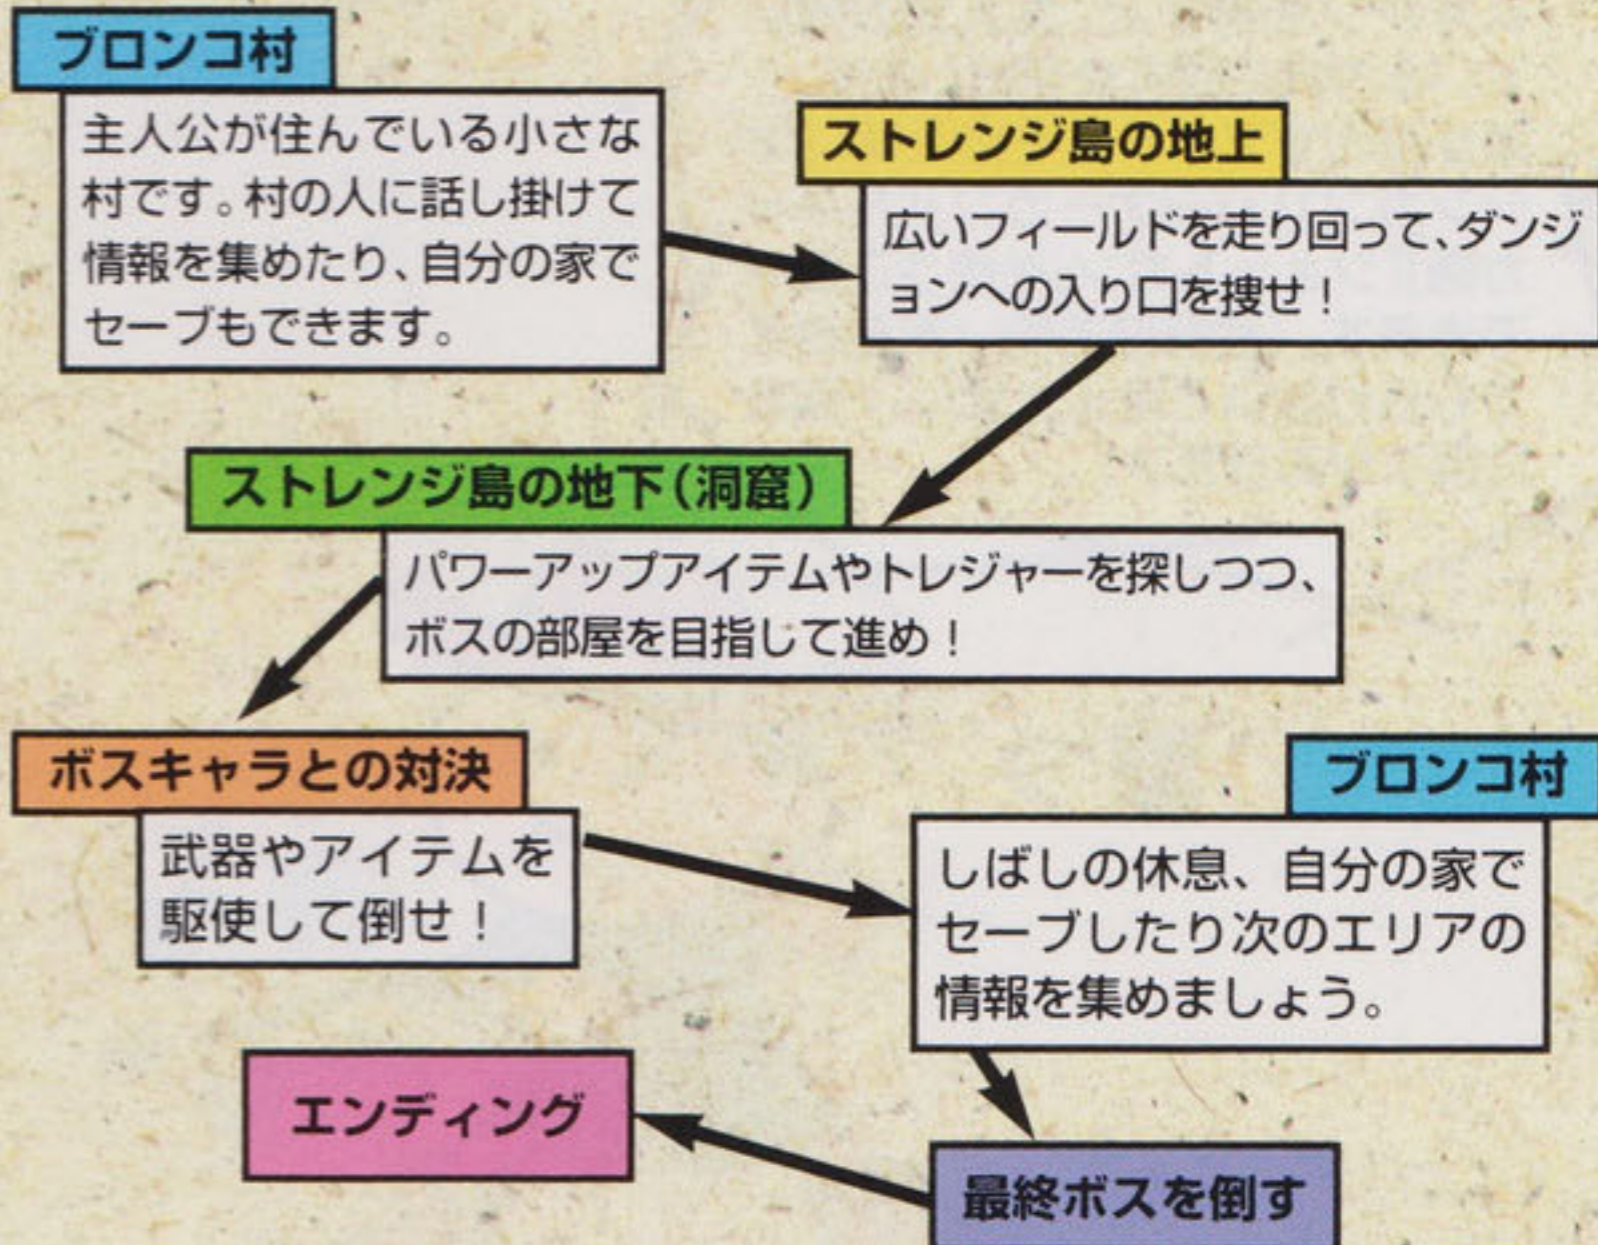 ブロンコ村
主人公が住んでいる小さな
村です。村の人に話し掛けて
情報を集めたり、自分の家で
セーブもできます。
ストレンジ島の地上
広いフィールドを走り回って、ダンジ
ョンへの入り口を捜せ！
ストレンジ島の地下（洞窟）
パワーアップアイテムやトレジャーを探しつつ、
ボスの部屋を目指して進め！
ボスキャラとの対決
武器やアイテムを
駆使して倒せ！
ブロンコ村
しばしの休息、自分の家で
セーブしたり次のエリアの
情報を集めましょう。
最終ボスを倒す
エンディング